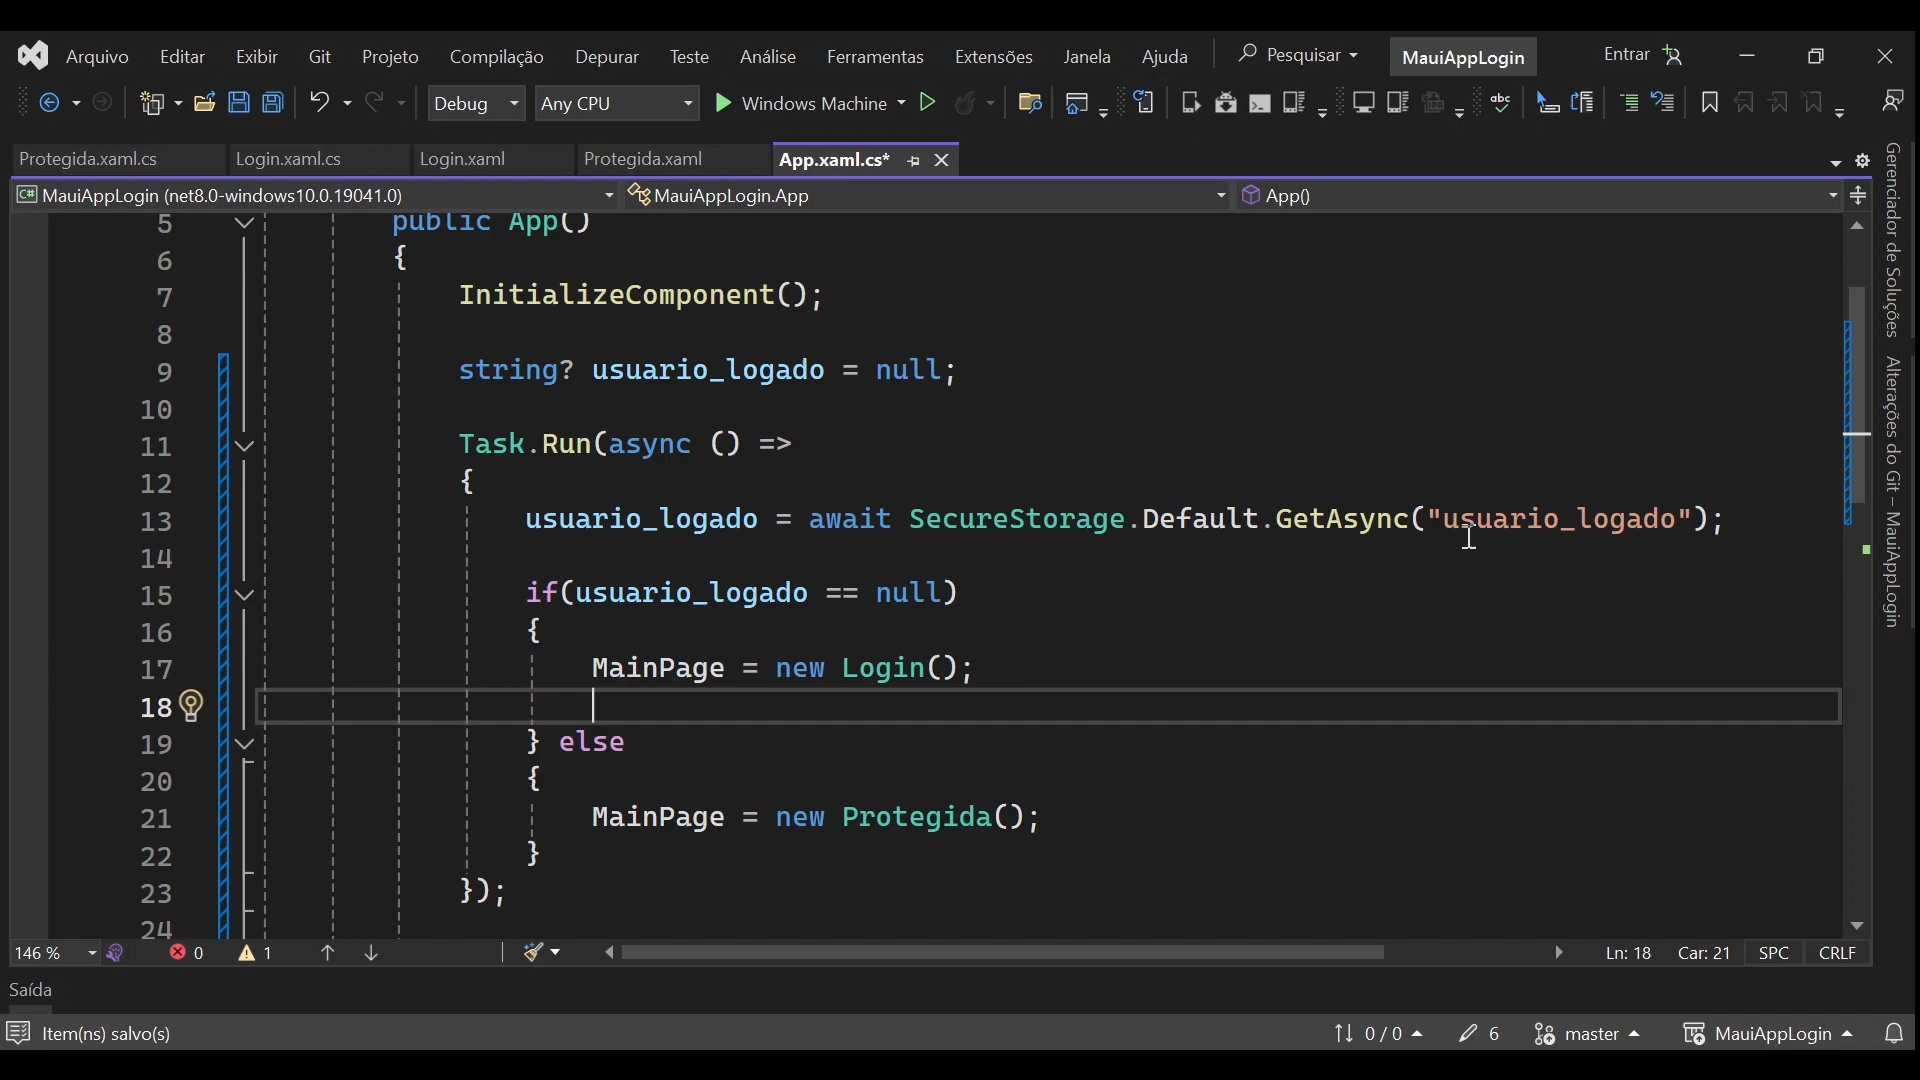 Arquivo Editar Exibir Git Projeto Compilação Depurar Teste Análise Ferramentas Extensões Janela Ajuda Pesquisar MauiAppLogin Entrar
Debug Any CPU Windows Machine
Protegida.xaml.cs Login.xaml.cs Login.xaml Protegida.xaml App.xaml.cs*
C# MauiAppLogin (net8.0-windows10.0.19041.0) MauiAppLogin.App App()
5 public App()
6 {
7 InitializeComponent();
8
9 string? usuario_logado = null;
10
11 Task.Run(async () =>
12 {
13 usuario_logado = await SecureStorage.Default.GetAsync("usuario_logado");
14
15 if(usuario_logado == null)
16 {
17 MainPage = new Login();
18
19 } else
20 {
21 MainPage = new Protegida();
22 }
23 });
24
146 % 0 1 Ln: 18 Car: 21 SPC CRLF
Saída
Item(ns) salvo(s) 0 / 0 6 master MauiAppLogin
Gerenciador de Soluções
Alterações do Git – MauiAppLogin